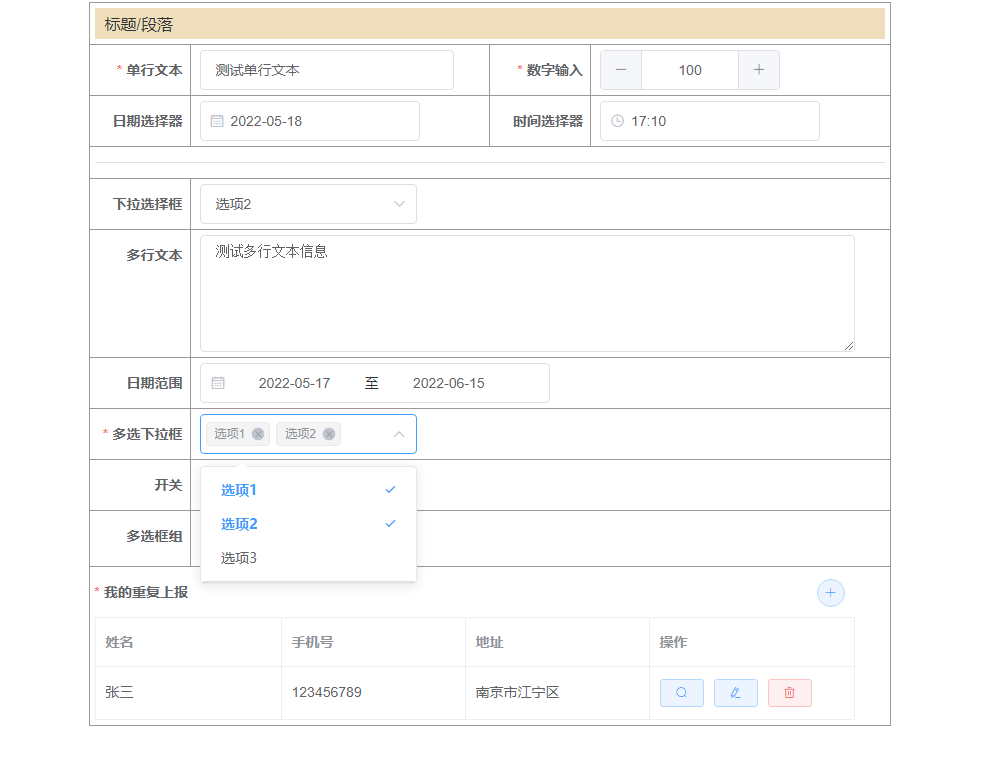 标题/段落
* 单行文本 测试单行文本 * 数字输入 100
日期选择器 2022-05-18 时间选择器 17:10
下拉选择框 选项2
多行文本 测试多行文本信息
日期范围 2022-05-17 至 2022-06-15
* 多选下拉框 选项1 选项2
开关
选项1
选项2
多选框组
选项3
* 我的重复上报
姓名 手机号 地址 操作
张三 123456789 南京市江宁区